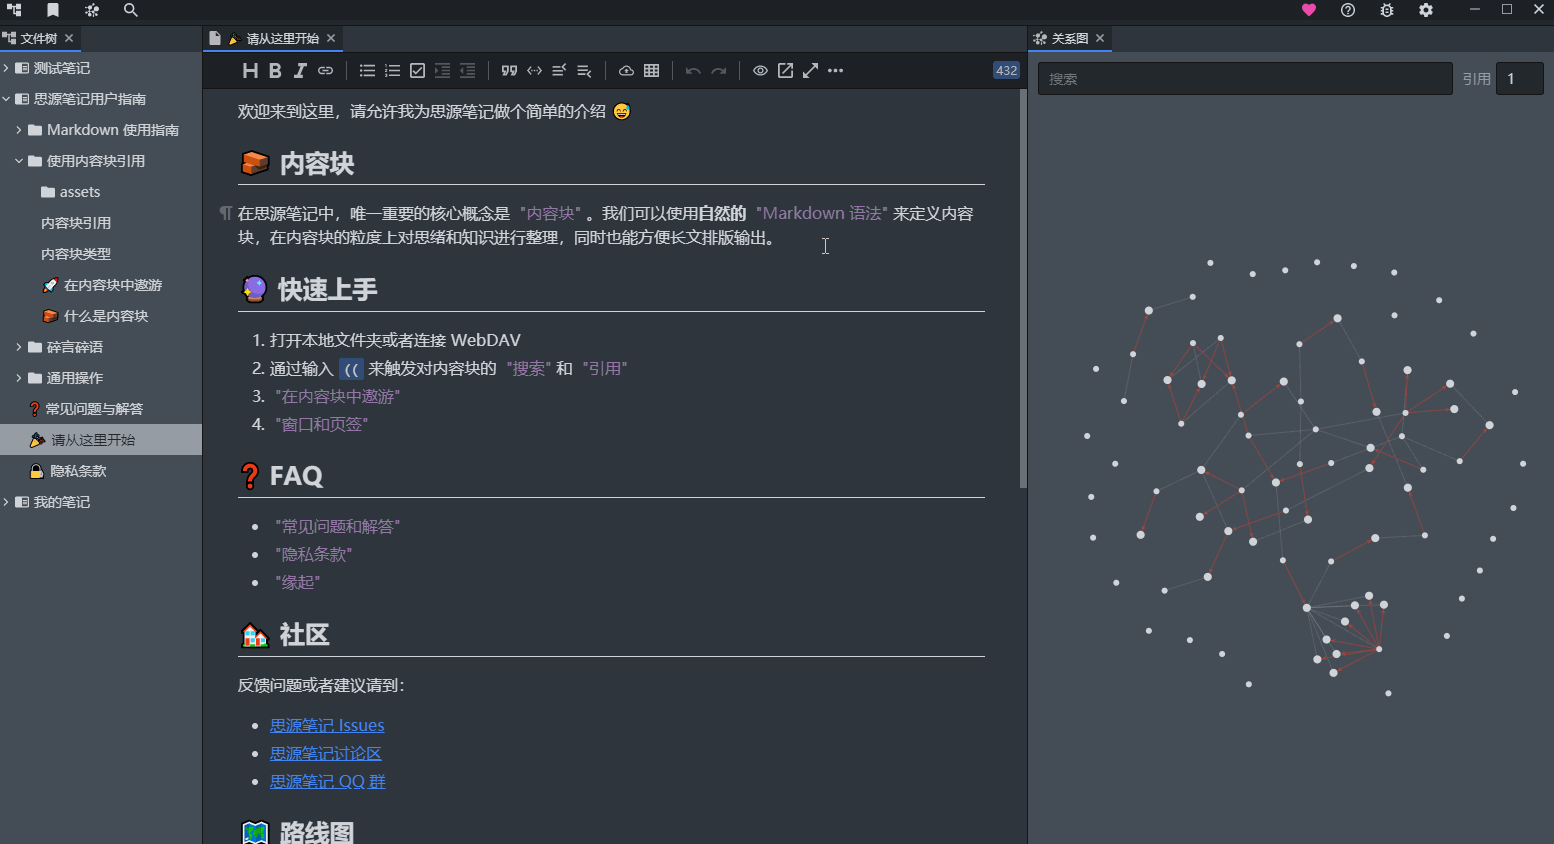 文件树
请从这里开始
关系图
432
搜索
引用
1
测试笔记
思源笔记用户指南
Markdown 使用指南
使用内容块引用
assets
内容块引用
内容块类型
在内容块中遨游
什么是内容块
碎言碎语
通用操作
常见问题与解答
请从这里开始
隐私条款
我的笔记
欢迎来到这里，请允许我为思源笔记做个简单的介绍 😅
内容块
在思源笔记中，唯一重要的核心概念是 "内容块" 。我们可以使用自然的 "Markdown 语法" 来定义内容
块，在内容块的粒度上对思绪和知识进行整理，同时也能方便长文排版输出。
快速上手
1. 打开本地文件夹或者连接 WebDAV
2. 通过输入 (( 来触发对内容块的 "搜索" 和 "引用"
3. "在内容块中遨游"
4. "窗口和页签"
FAQ
• "常见问题和解答"
• "隐私条款"
• "缘起"
社区
反馈问题或者建议请到：
• 思源笔记 Issues
• 思源笔记讨论区
• 思源笔记 QQ 群
路线图